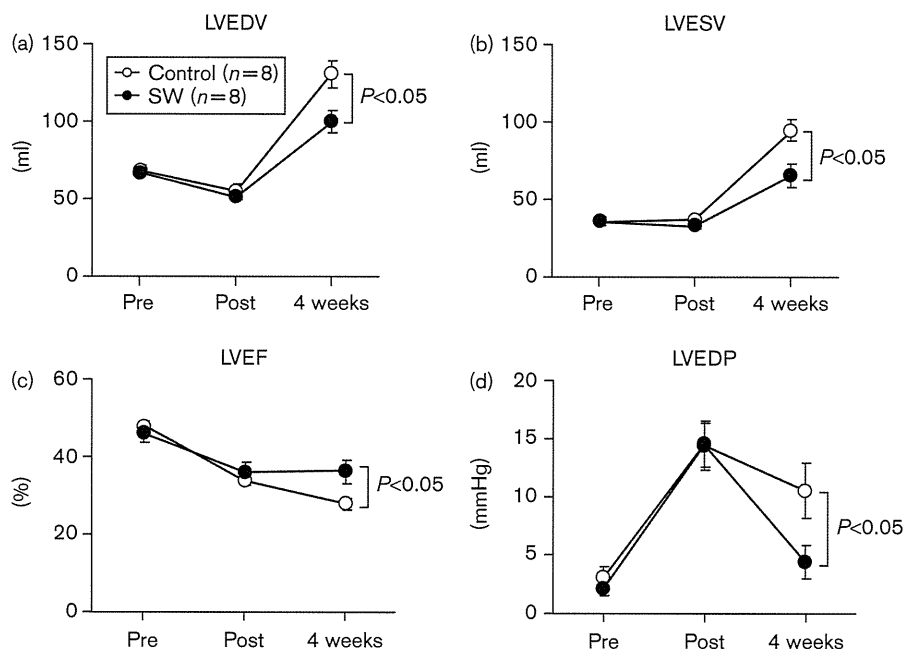 LVEDV
(a)
150
100
50
0
(ml)
Control (n=8)
SW (n=8)
P<0.05
Pre Post 4 weeks
LVESV
(b)
150
100
50
0
(ml)
P<0.05
Pre Post 4 weeks
LVEF
(c)
60
40
20
0
(%)
P<0.05
Pre Post 4 weeks
LVEDP
(d)
20
15
10
5
0
(mmHg)
P<0.05
Pre Post 4 weeks